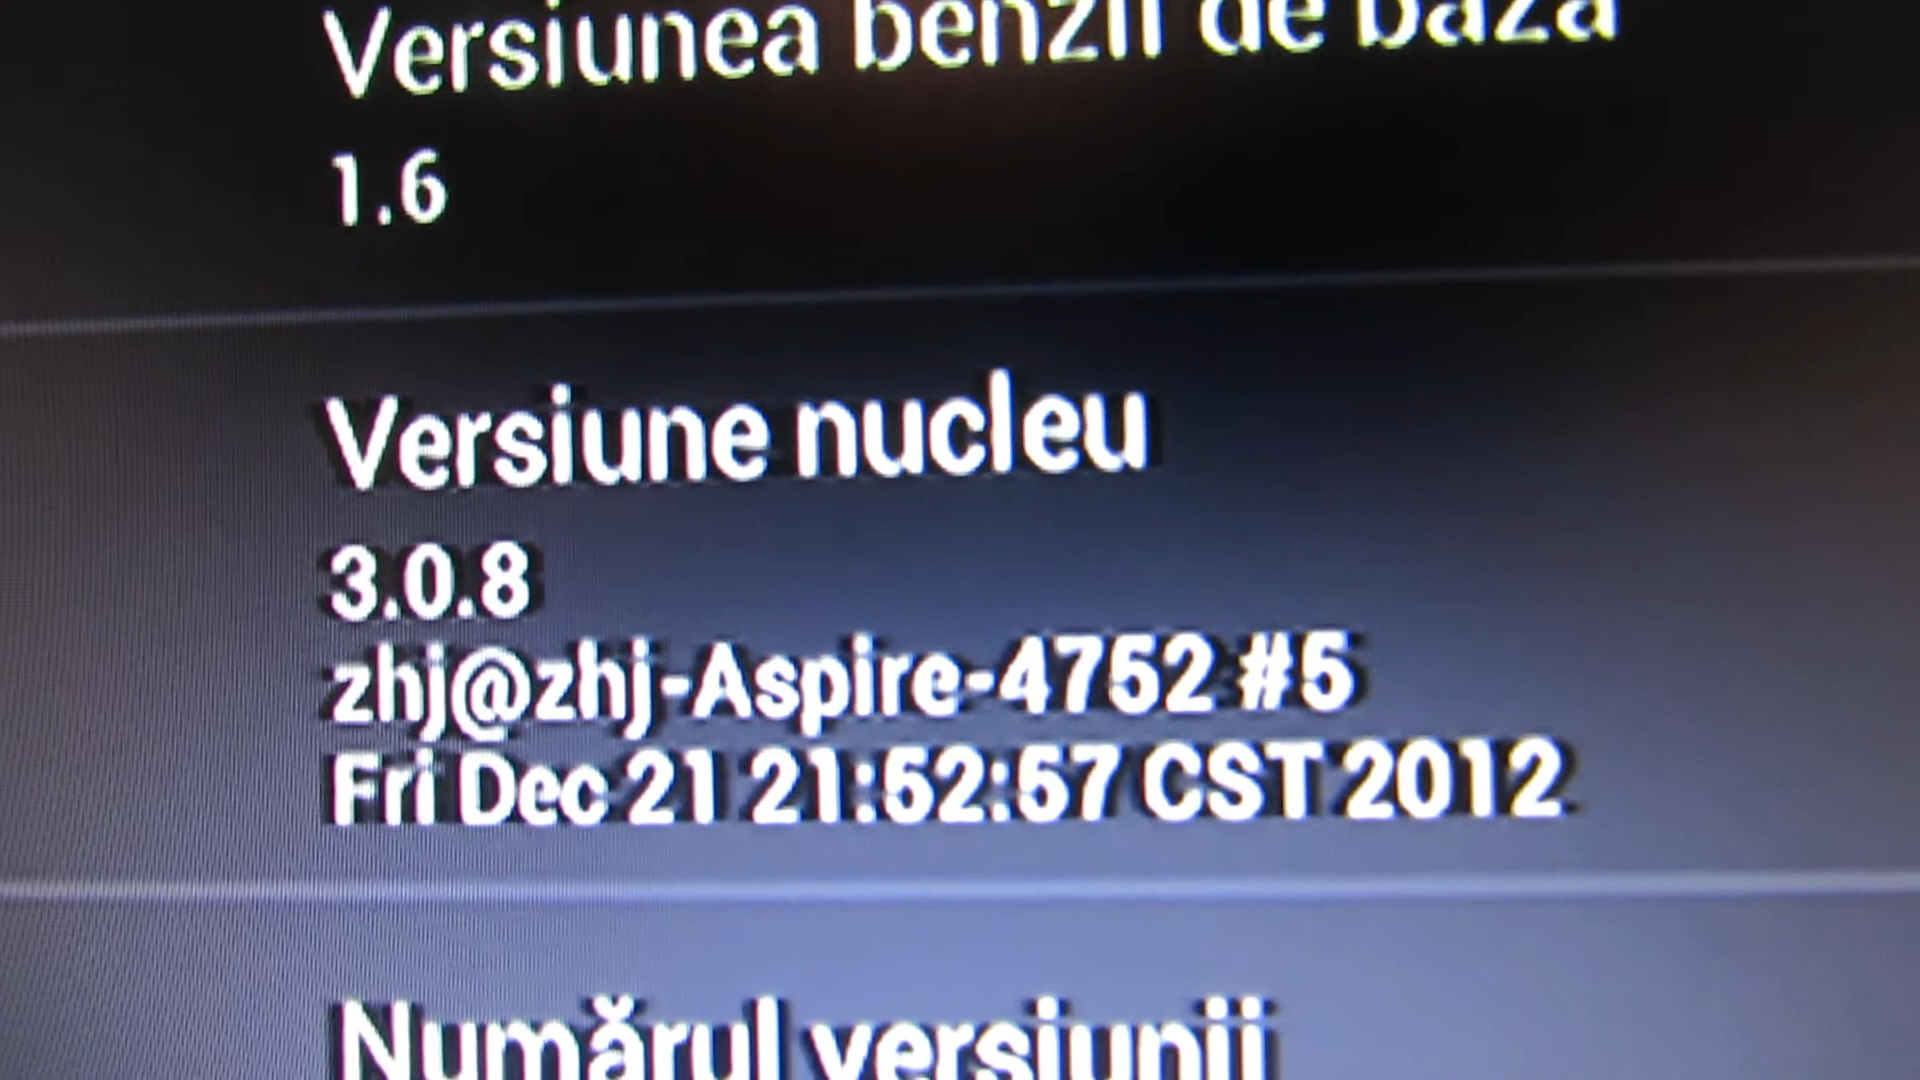 Versiunea benzii de bază
1.6
Versiune nucleu
3.0.8
zhj@zhj-Aspire-4752 #5
Fri Dec 21 21:52:57 CST 2012
Numărul versiunii